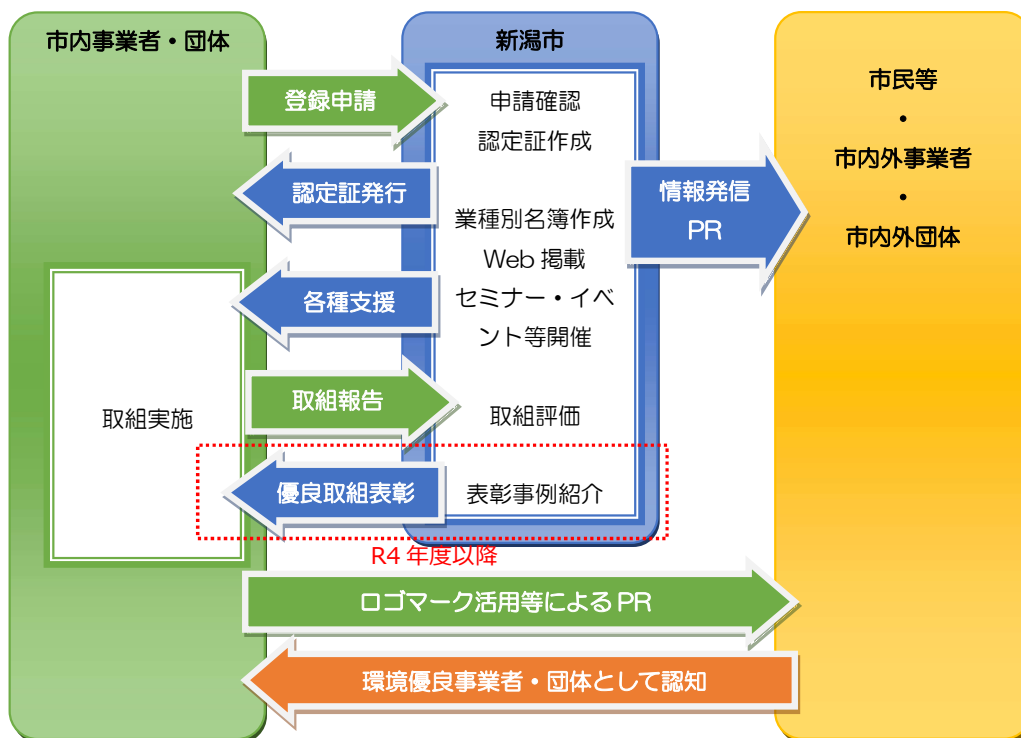 市内事業者・団体
新潟市
市民等
・
市内外事業者
・
市内外団体
登録申請
申請確認
認定証作成
認定証発行
情報発信
PR
業種別名簿作成
Web 掲載
セミナー・イベ
ント等開催
各種支援
取組実施
取組報告
取組評価
優良取組表彰
表彰事例紹介
R4 年度以降
ロゴマーク活用等による PR
環境優良事業者・団体として認知